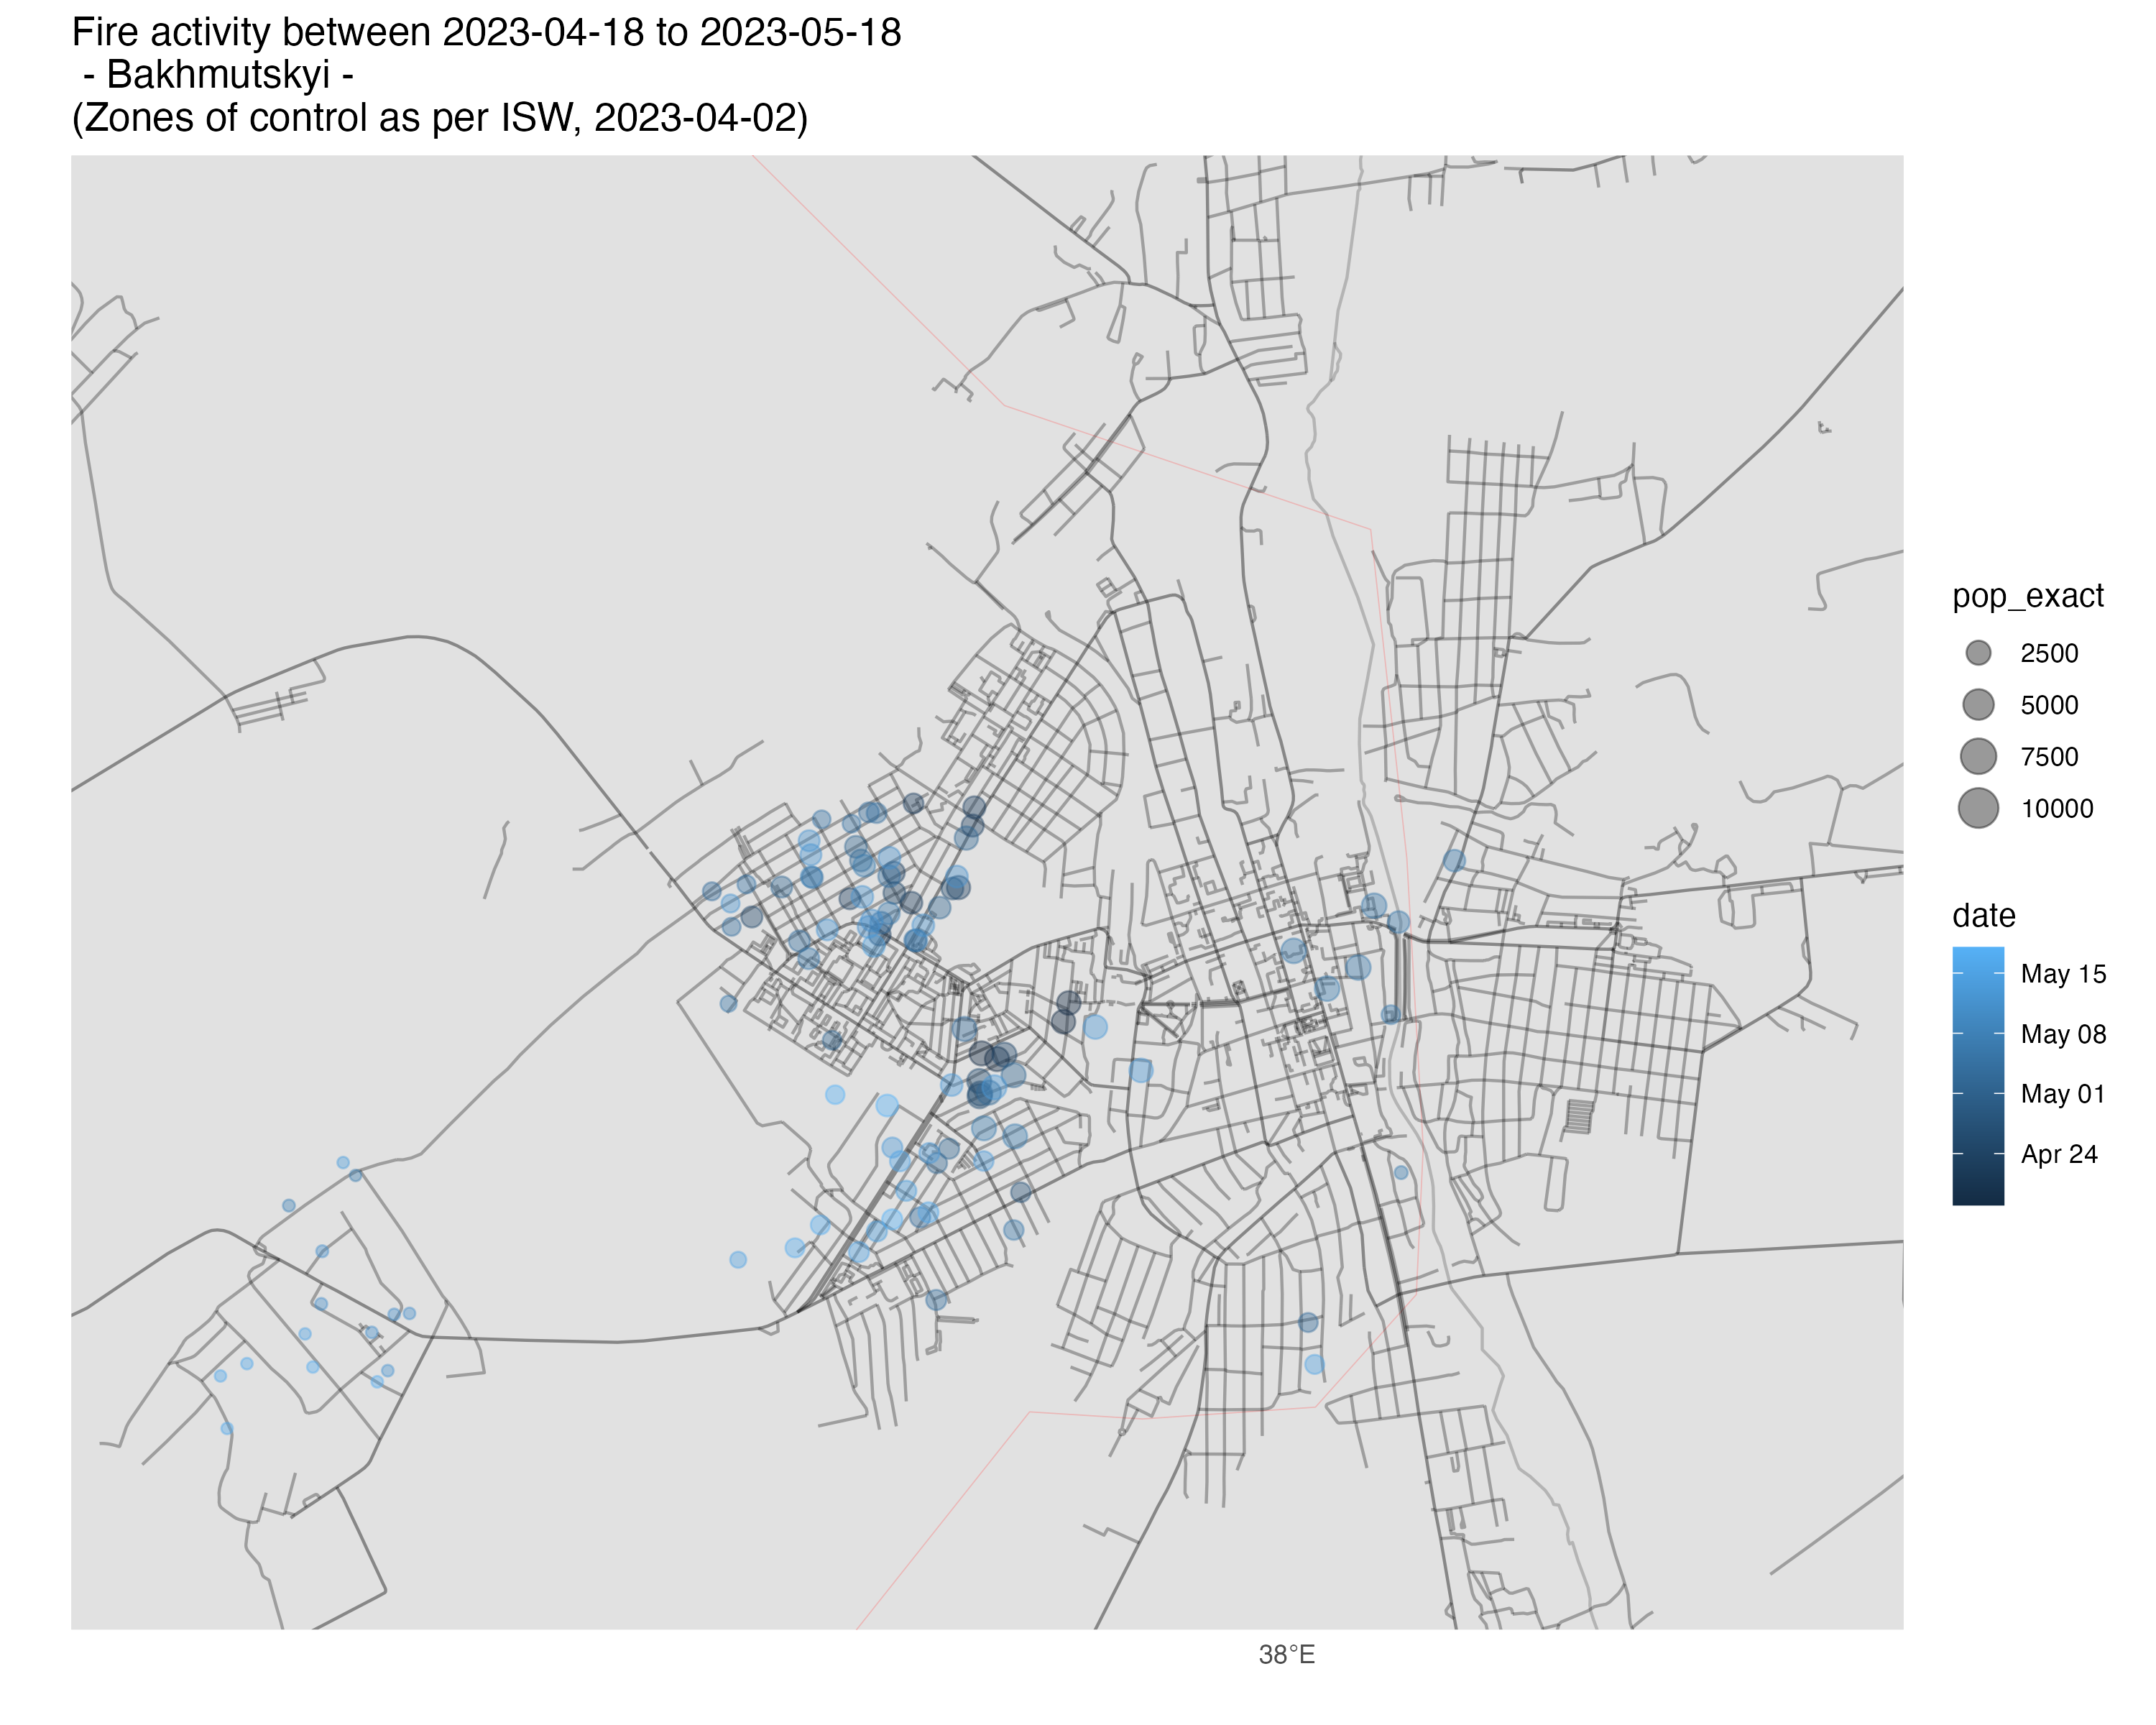 Fire activity between 2023-04-18 to 2023-05-18
- Bakhmutskyi -
(Zones of control as per ISW, 2023-04-02)
pop_exact
2500
5000
7500
10000
date
May 15
May 08
May 01
Apr 24
38°E